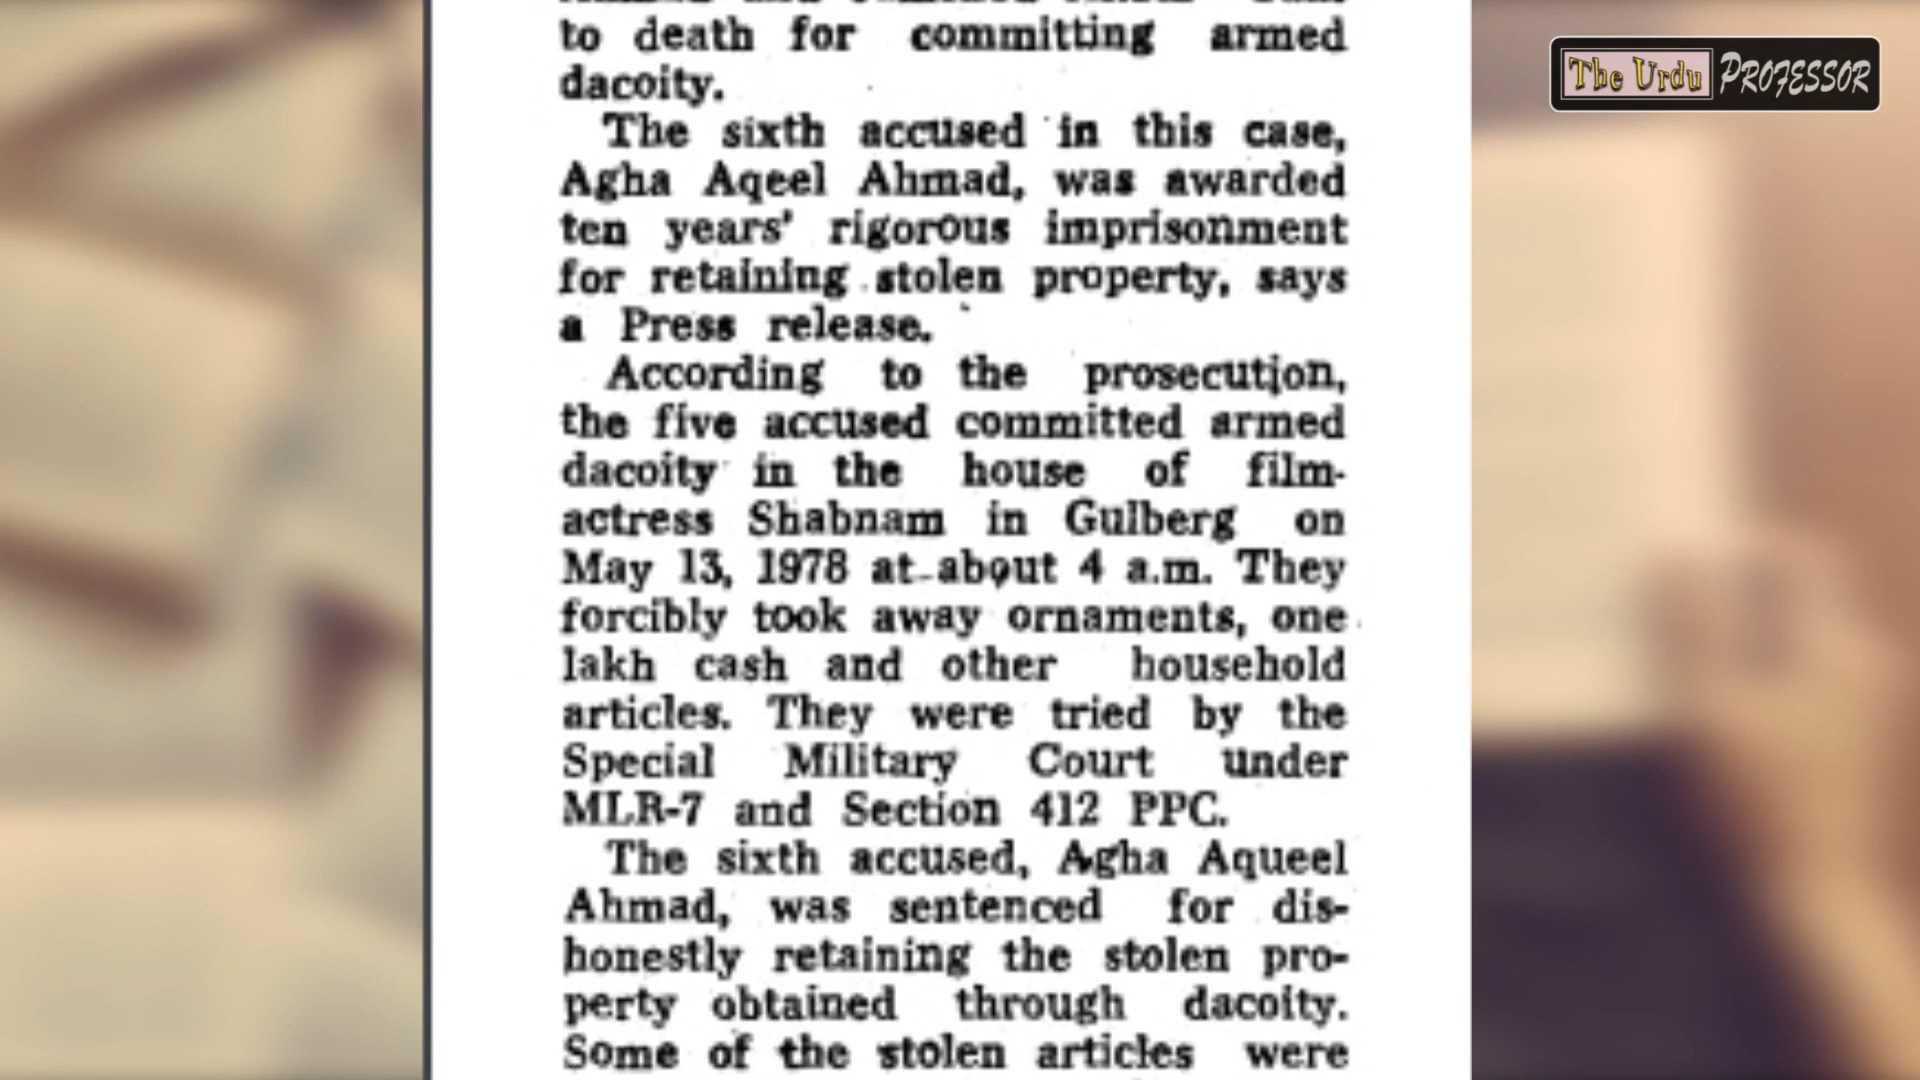 to death for committing armed
dacoity.
The sixth accused in this case,
Agha Aqeel Ahmad, was awarded
ten years' rigorous imprisonment
for retaining stolen property, says
a Press release.
According to the prosecution,
the five accused committed armed
dacoity in the house of film-
actress Shabnam in Gulberg on
May 13, 1978 at about 4 a.m. They
forcibly took away ornaments, one
lakh cash and other household
articles. They were tried by the
Special Military Court under
MLR-7 and Section 412 PPC.
The sixth accused, Agha Aqueel
Ahmad, was sentenced for dis-
honestly retaining the stolen pro-
perty obtained through dacoity.
Some of the stolen articles were
The Urdu PROFESSOR